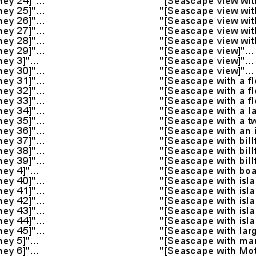 ney 24]"... "[Seascape view with
ney 25]"... "[Seascape view with
ney 26]"... "[Seascape view with
ney 27]"... "[Seascape view with
ney 28]"... "[Seascape view with
ney 29]"... "[Seascape view]"...
ney 3]"... "[Seascape view]"...
ney 30]"... "[Seascape view]"...
ney 31]"... "[Seascape with a fl
ney 32]"... "[Seascape with a fl
ney 33]"... "[Seascape with a fl
ney 34]"... "[Seascape with a la
ney 35]"... "[Seascape with a tw
ney 36]"... "[Seascape with an i
ney 37]"... "[Seascape with billf
ney 38]"... "[Seascape with billf
ney 39]"... "[Seascape with billf
ney 4]"... "[Seascape with boa
ney 40]"... "[Seascape with isla
ney 41]"... "[Seascape with isla
ney 42]"... "[Seascape with isla
ney 43]"... "[Seascape with isla
ney 44]"... "[Seascape with isla
ney 45]"... "[Seascape with larg
ney 5]"... "[Seascape with mar
ney 6]"... "[Seascape with Mot